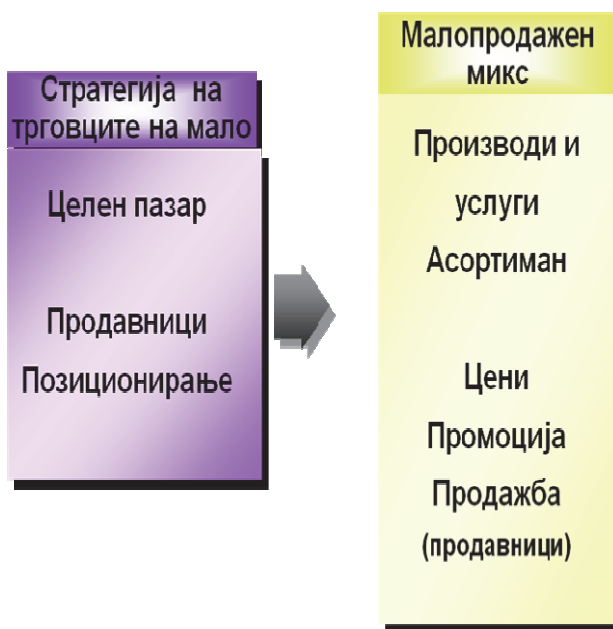 Стратегија на
трговците на мало
Целен пазар
Продавници
Позиционирање
Малопродажен
микс
Производи и
услуги
Асортиман
Цени
Промоција
Продажба
(продавници)